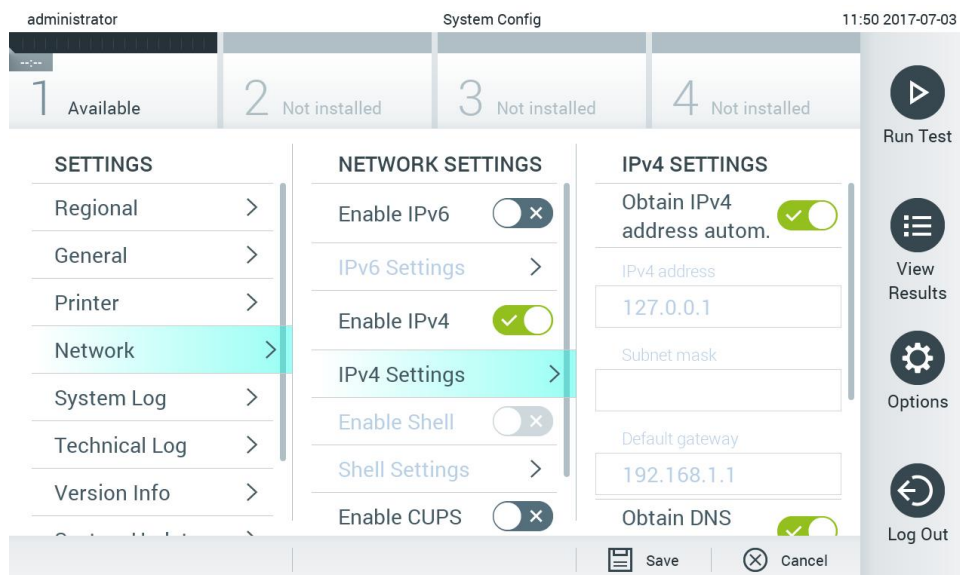 administrator
System Config
11:50 2017-07-03
--:--
1 Available
2 Not installed
3 Not installed
4 Not installed
Run Test
SETTINGS
Regional
General
Printer
Network
System Log
Technical Log
Version Info
NETWORK SETTINGS
Enable IPv6
IPv6 Settings
Enable IPv4
IPv4 Settings
Enable Shell
Shell Settings
Enable CUPS
IPv4 SETTINGS
Obtain IPv4
address autom.
IPv4 address
127.0.0.1
Subnet mask
Default gateway
192.168.1.1
Obtain DNS
View
Results
Options
Log Out
Save
Cancel